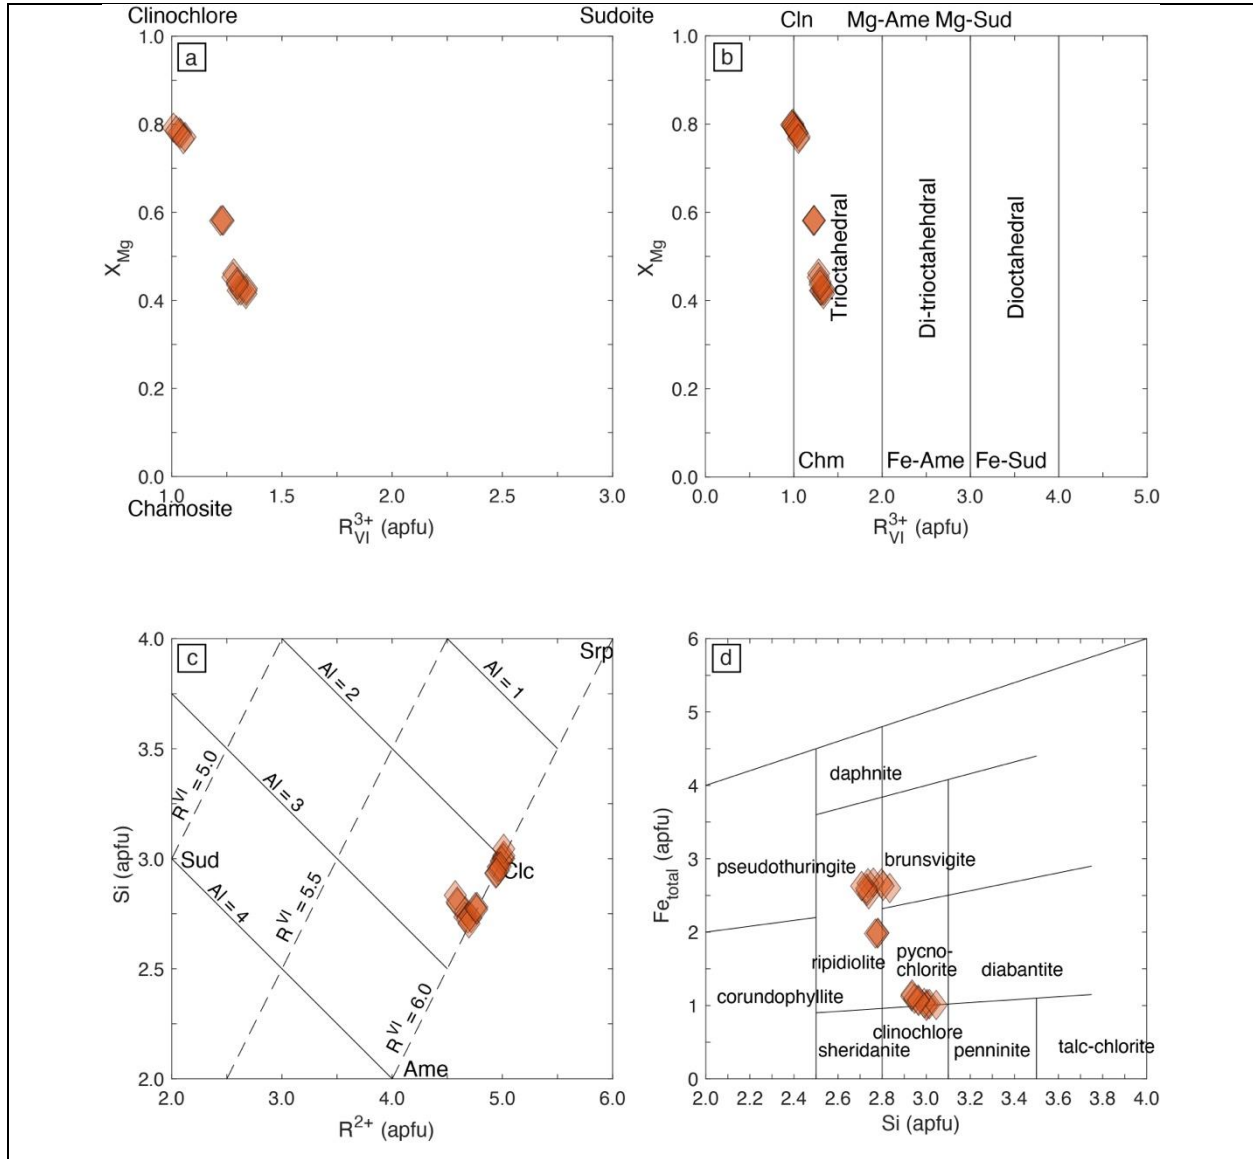 Clinochlore Sudoite
a
1.0
0.8
0.6
0.4
0.2
0.0
X_Mg
1.0 1.5 2.0 2.5 3.0
Chamosite
R^3+_VI (apfu)
Cln Mg-Ame Mg-Sud
b
1.0
0.8
0.6
0.4
0.2
0.0
X_Mg
Trioctahedral
Di-trioctahehdral
Dioctahedral
Chm Fe-Ame Fe-Sud
0.0 1.0 2.0 3.0 4.0 5.0
R^3+_VI (apfu)
c
4.0
3.5
3.0
2.5
2.0
Si (apfu)
Srp
Al = 1
Al = 2
Al = 3
Al = 4
R^VI = 5.0
R^VI = 5.5
R^VI = 6.0
Sud
Clc
Ame
2.0 3.0 4.0 5.0 6.0
R^2+ (apfu)
d
6
5
4
3
2
1
0
Fe_total (apfu)
daphnite
pseudothuringite
brunsvigite
ripidiolite
pycno-
chlorite
diabantite
corundophyllite
clinochlore
sheridanite
penninite
talc-chlorite
2.0 2.2 2.4 2.6 2.8 3.0 3.2 3.4 3.6 3.8 4.0
Si (apfu)